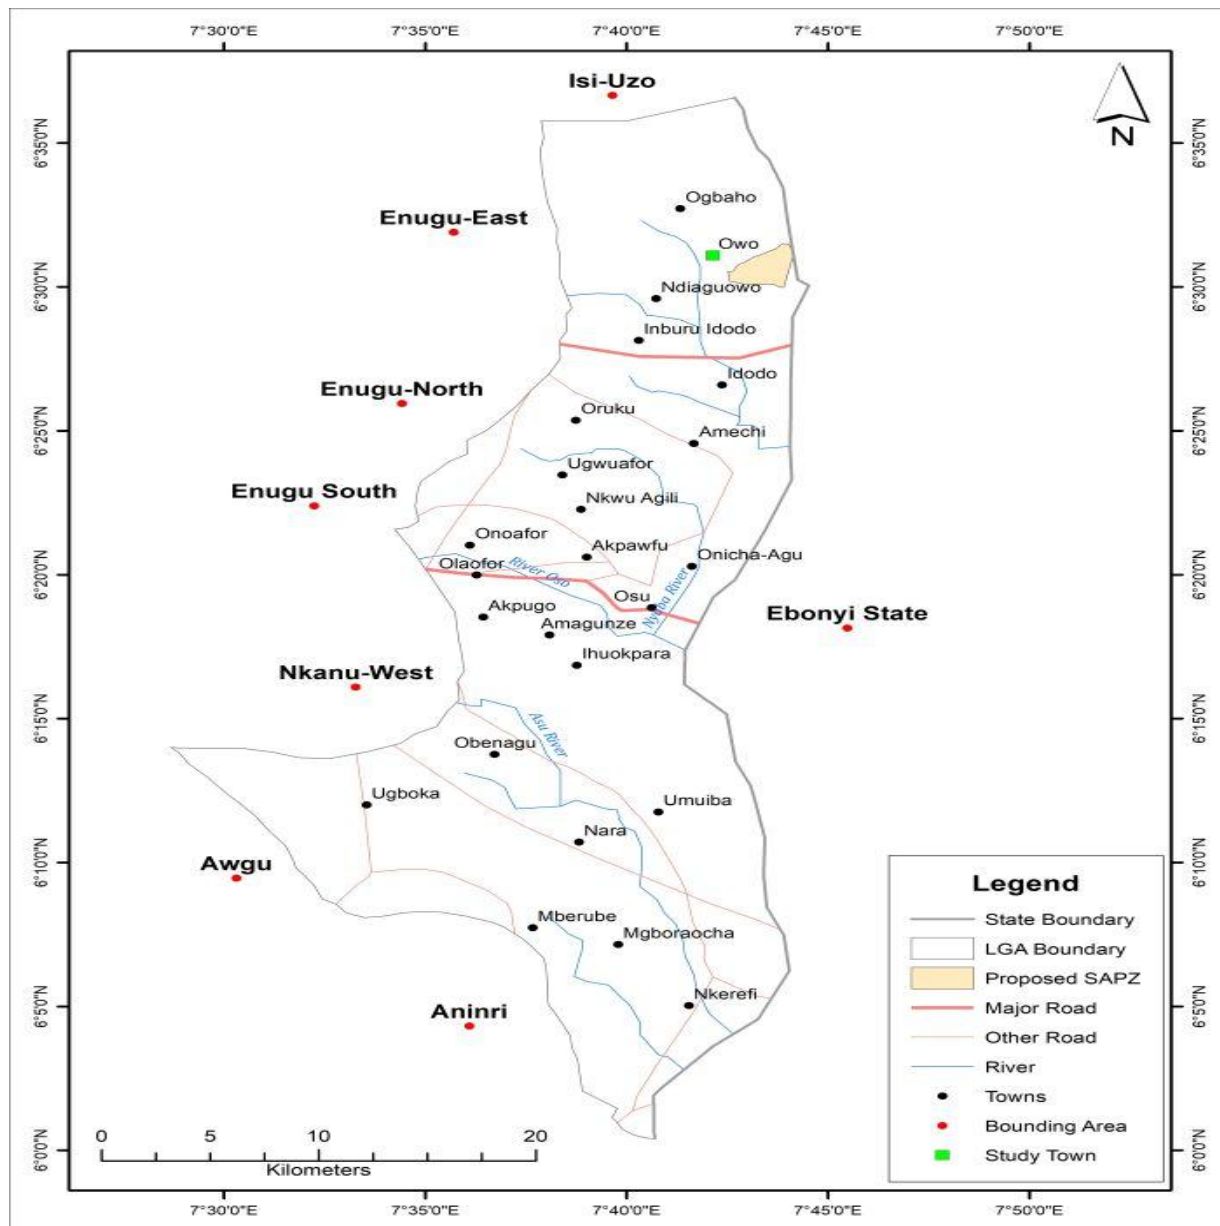 7°30'0"E 7°35'0"E 7°40'0"E 7°45'0"E 7°50'0"E
Isi-Uzo
N
6°35'0"N 6°35'0"N
Ogbaho
Enugu-East
Owo
6°30'0"N 6°30'0"N
Ndiaguowo
Inburu Idodo
Idodo
Enugu-North
Oruku
6°25'0"N 6°25'0"N
Amechi
Ugwuafor
Enugu South
Nkwu Agili
Onoafor
Akpawfu
Onicha-Agu
Olaofor
River Oso
6°20'0"N 6°20'0"N
Nyaba River
Osu
Akpugo
Ebonyi State
Amagunze
Ihuokpara
Nkanu-West
6°15'0"N 6°15'0"N
Asu River
Obenagu
Ugboka
Umuiba
Nara
6°10'0"N 6°10'0"N
Awgu
Mberube
Mgboraocha
Nkerefi
6°5'0"N 6°5'0"N
Aninri
6°0'0"N 6°0'0"N
0 5 10 20
Kilometers
Legend
State Boundary
LGA Boundary
Proposed SAPZ
Major Road
Other Road
River
Towns
Bounding Area
Study Town
7°30'0"E 7°35'0"E 7°40'0"E 7°45'0"E 7°50'0"E